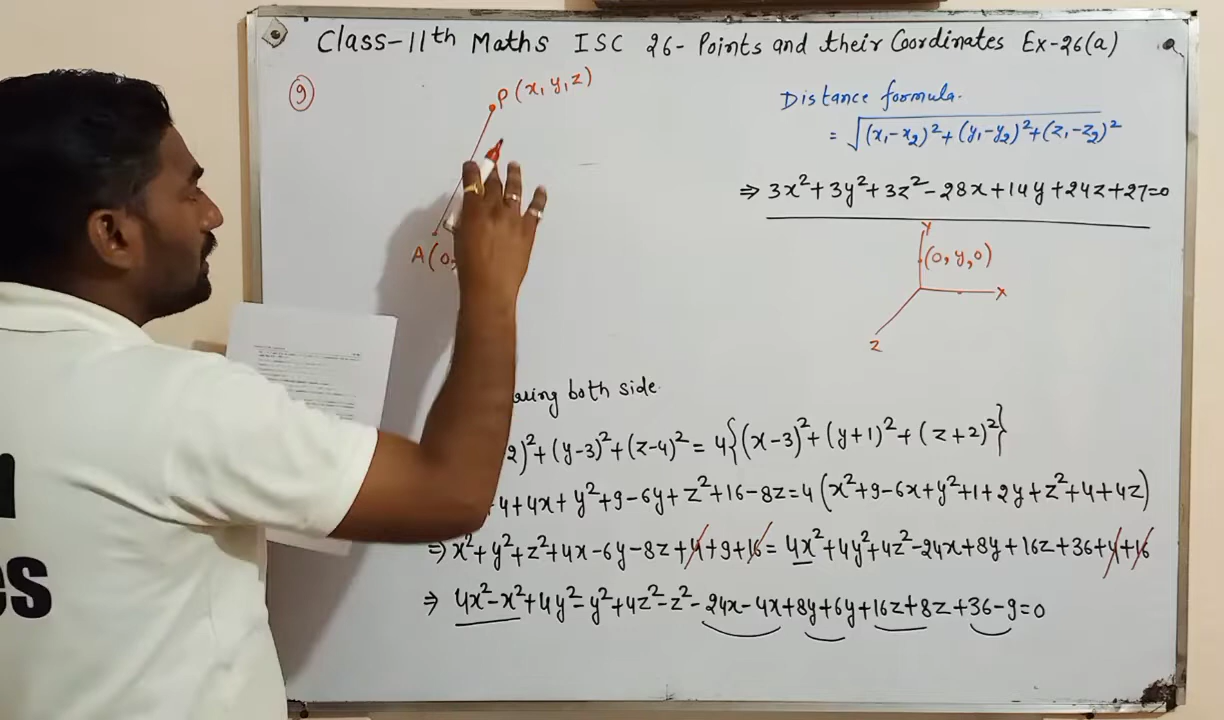 Class-11th Maths ISC 26- Points and their Coordinates Ex-26(a)
⑨
P(x, y, z)
A(0,
Distance formula.
= √(x₁-x₂)²+(y₁-y₂)²+(z₁-z₂)²
⇒ 3x²+3y²+3z²-28x+14y+24z+27=0
Y
(0, y, 0)
X
Z
both side.
2)²+(y-3)²+(z-4)²=4{(x-3)²+(y+1)²+(z+2)²}
4+4x+y²+9-6y+z²+16-8z=4(x²+9-6x+y²+1+2y+z²+4+4z)
⇒x²+y²+z²+4x-6y-8z+4+9+16=4x²+4y²+4z²-24x+8y+16z+36+4+16
⇒ 4x²-x²+4y²-y²+4z²-z²-24x-4x+8y+6y+16z+8z+36-9=0
es